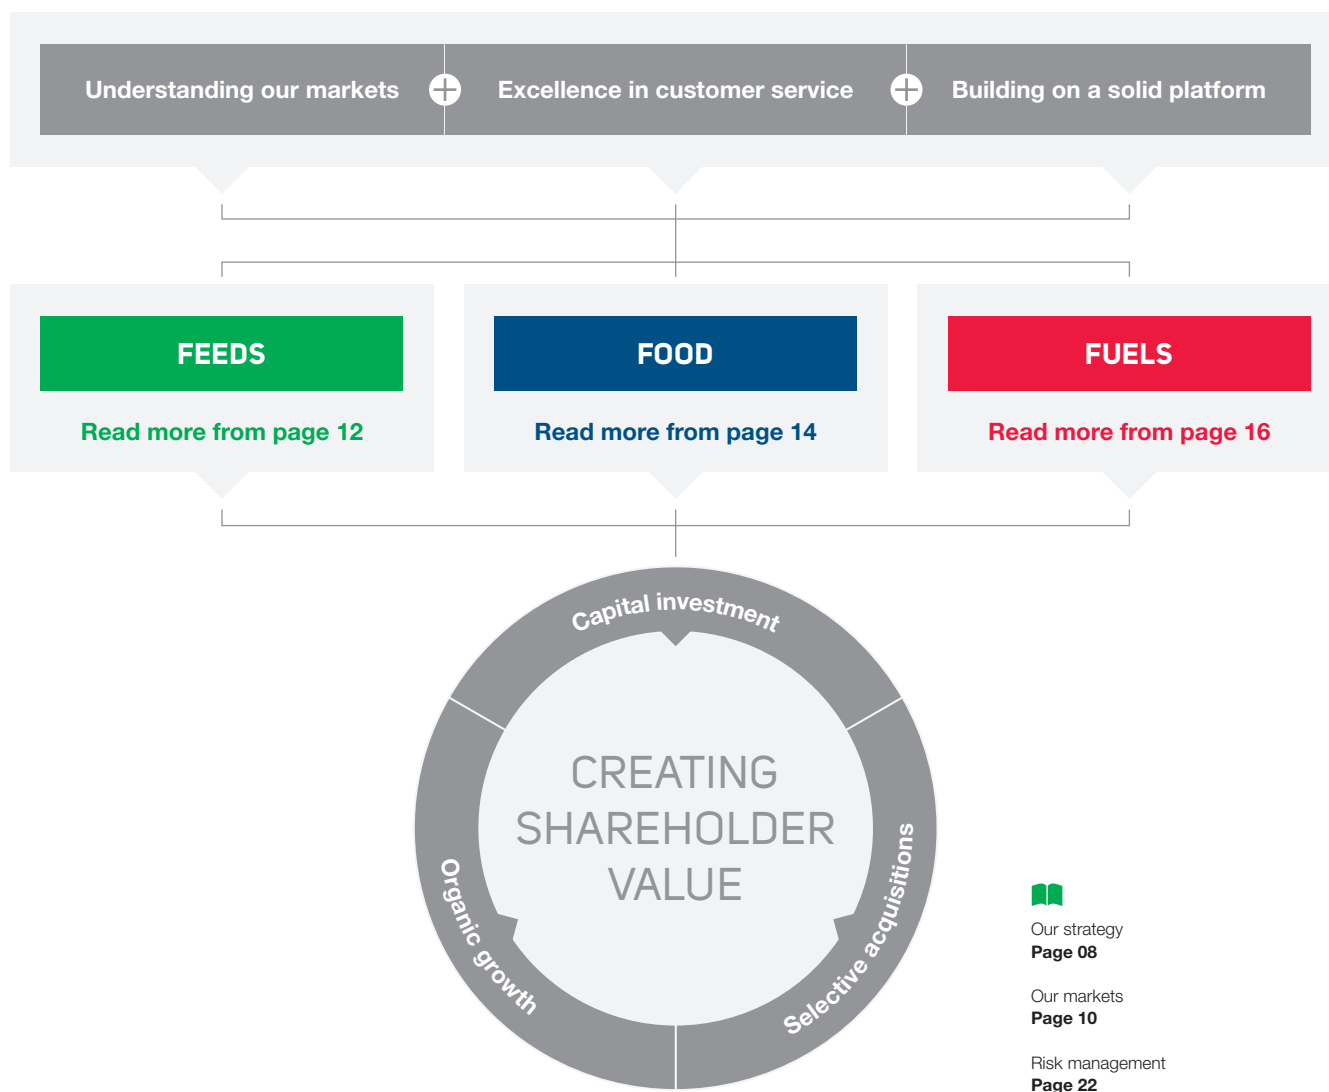 Understanding our markets
Excellence in customer service
Building on a solid platform
FEEDS
Read more from page 12
FOOD
Read more from page 14
FUELS
Read more from page 16
Capital investment
Organic growth
Selective acquisitions
CREATING
SHAREHOLDER
VALUE
Our strategy
Page 08
Our markets
Page 10
Risk management
Page 22